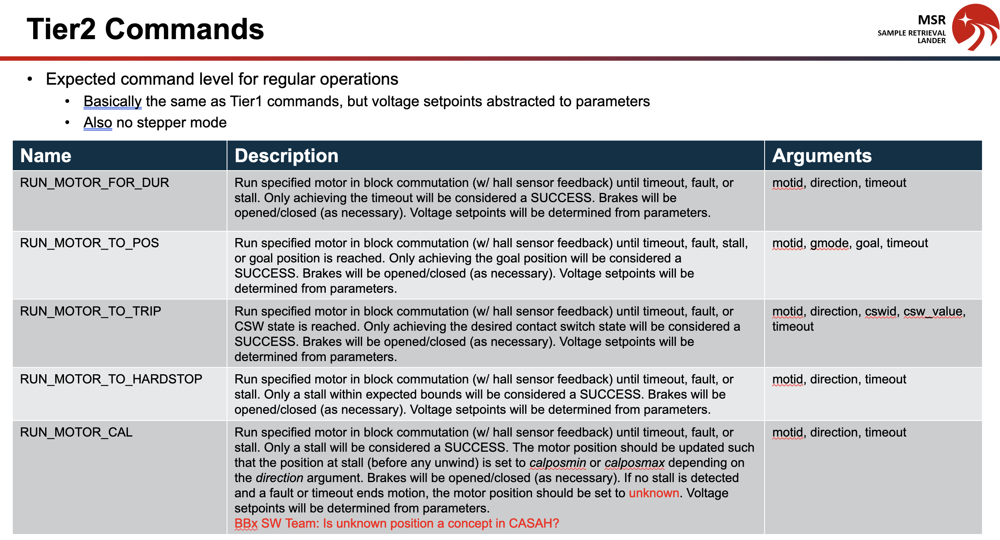 Tier2 Commands
MSR
SAMPLE RETRIEVAL
LANDER
• Expected command level for regular operations
• Basically the same as Tier1 commands, but voltage setpoints abstracted to parameters
• Also no stepper mode
Name Description Arguments
RUN_MOTOR_FOR_DUR
Run specified motor in block commutation (w/ hall sensor feedback) until timeout, fault, or
stall. Only achieving the timeout will be considered a SUCCESS. Brakes will be
opened/closed (as necessary). Voltage setpoints will be determined from parameters.
motid, direction, timeout
RUN_MOTOR_TO_POS
Run specified motor in block commutation (w/ hall sensor feedback) until timeout, fault, stall,
or goal position is reached. Only achieving the goal position will be considered a
SUCCESS. Brakes will be opened/closed (as necessary). Voltage setpoints will be
determined from parameters.
motid, gmode, goal, timeout
RUN_MOTOR_TO_TRIP
Run specified motor in block commutation (w/ hall sensor feedback) until timeout, fault, or
CSW state is reached. Only achieving the desired contact switch state will be considered a
SUCCESS. Brakes will be opened/closed (as necessary). Voltage setpoints will be
determined from parameters.
motid, direction, cswid, csw_value,
timeout
RUN_MOTOR_TO_HARDSTOP
Run specified motor in block commutation (w/ hall sensor feedback) until timeout, fault, or
stall. Only a stall within expected bounds will be considered a SUCCESS. Brakes will be
opened/closed (as necessary). Voltage setpoints will be determined from parameters.
motid, direction, timeout
RUN_MOTOR_CAL
Run specified motor in block commutation (w/ hall sensor feedback) until timeout, fault, or
stall. Only a stall will be considered a SUCCESS. The motor position should be updated such
that the position at stall (before any unwind) is set to calposmin or calposmax depending on
the direction argument. Brakes will be opened/closed (as necessary). If no stall is detected
and a fault or timeout ends motion, the motor position should be set to unknown. Voltage
setpoints will be determined from parameters.
BBx SW Team: Is unknown position a concept in CASAH?
motid, direction, timeout